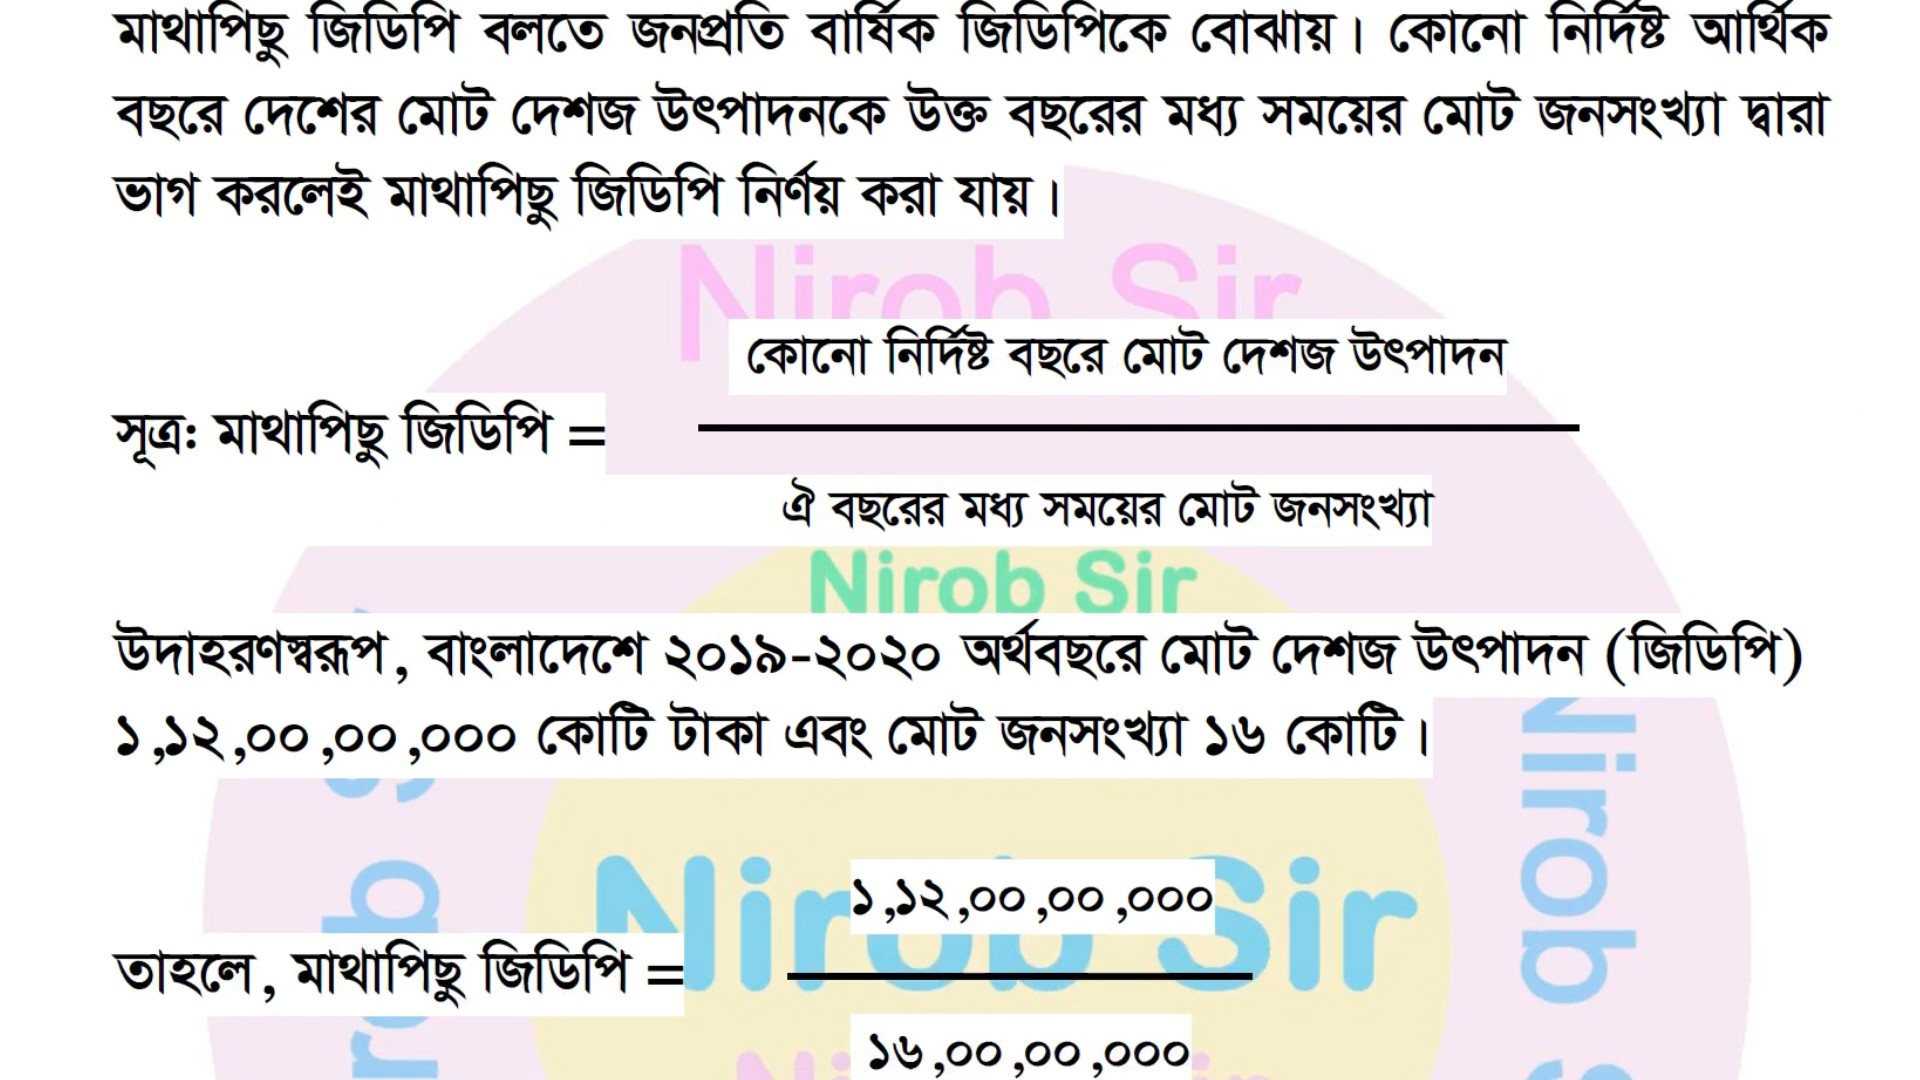 মাথাপিছু জিডিপি বলতে জনপ্রতি বার্ষিক জিডিপিকে বোঝায়। কোনো নির্দিষ্ট আর্থিক
বছরে দেশের মোট দেশজ উৎপাদনকে উক্ত বছরের মধ্য সময়ের মোট জনসংখ্যা দ্বারা
ভাগ করলেই মাথাপিছু জিডিপি নির্ণয় করা যায়।
Nirob Sir
কোনো নির্দিষ্ট বছরে মোট দেশজ উৎপাদন
সূত্র: মাথাপিছু জিডিপি =
ঐ বছরের মধ্য সময়ের মোট জনসংখ্যা
Nirob Sir
উদাহরণস্বরূপ, বাংলাদেশে ২০১৯-২০২০ অর্থবছরে মোট দেশজ উৎপাদন (জিডিপি)
১,১২,০০,০০,০০০ কোটি টাকা এবং মোট জনসংখ্যা ১৬ কোটি।
Nirob
Nirob Sir
১,১২,০০,০০,০০০
তাহলে, মাথাপিছু জিডিপি =
১৬,০০,০০,০০০